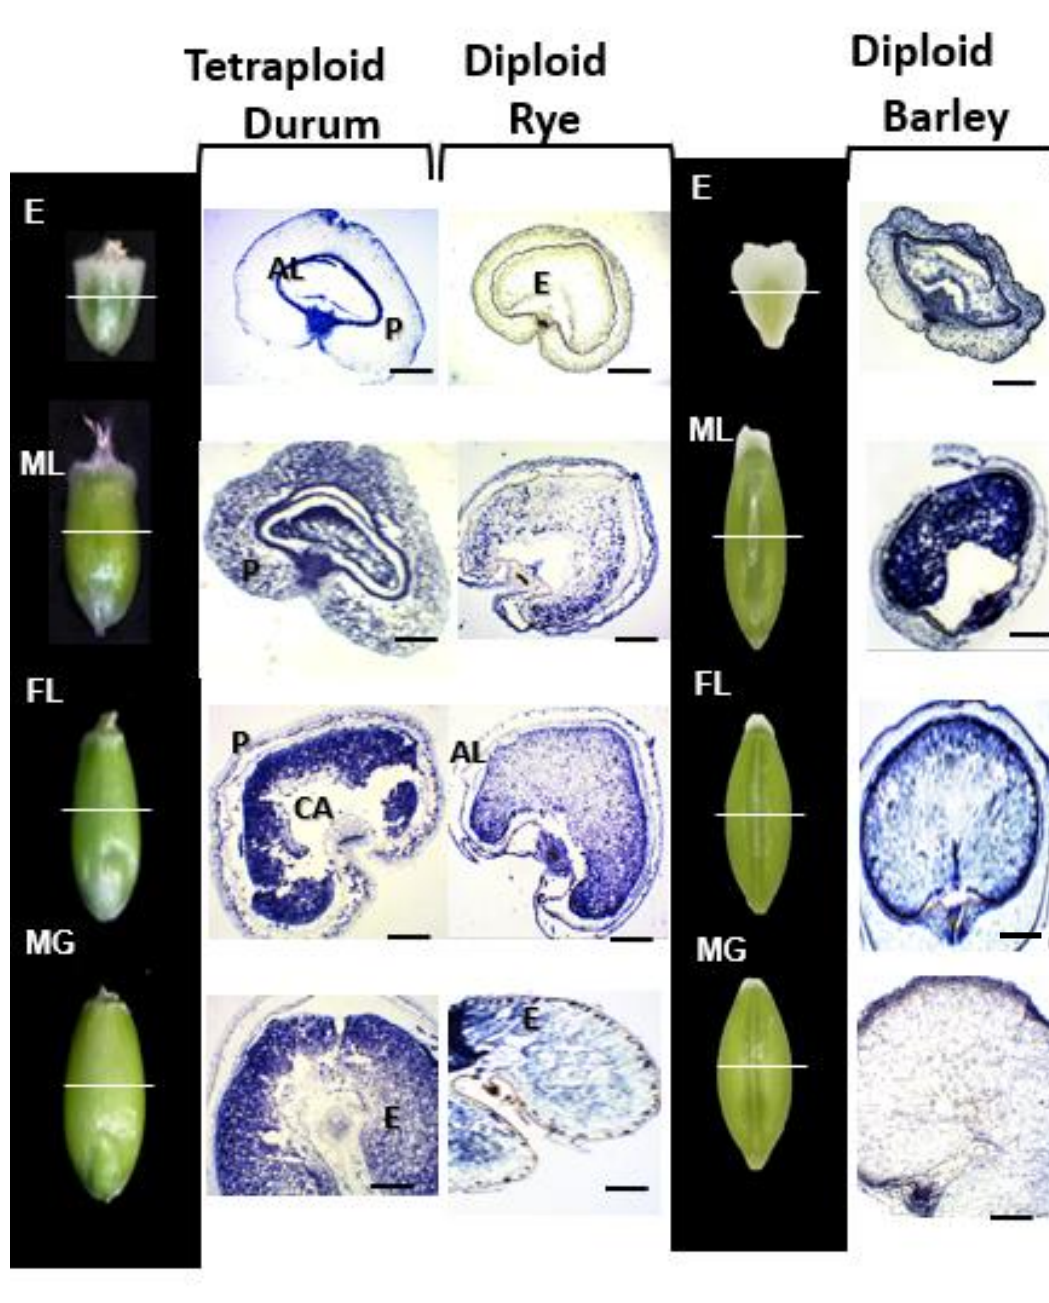 Tetraploid
Durum
Diploid
Rye
Diploid
Barley
E
AL
P
E
E
ML
P
ML
FL
P
CA
AL
FL
MG
E
E
MG